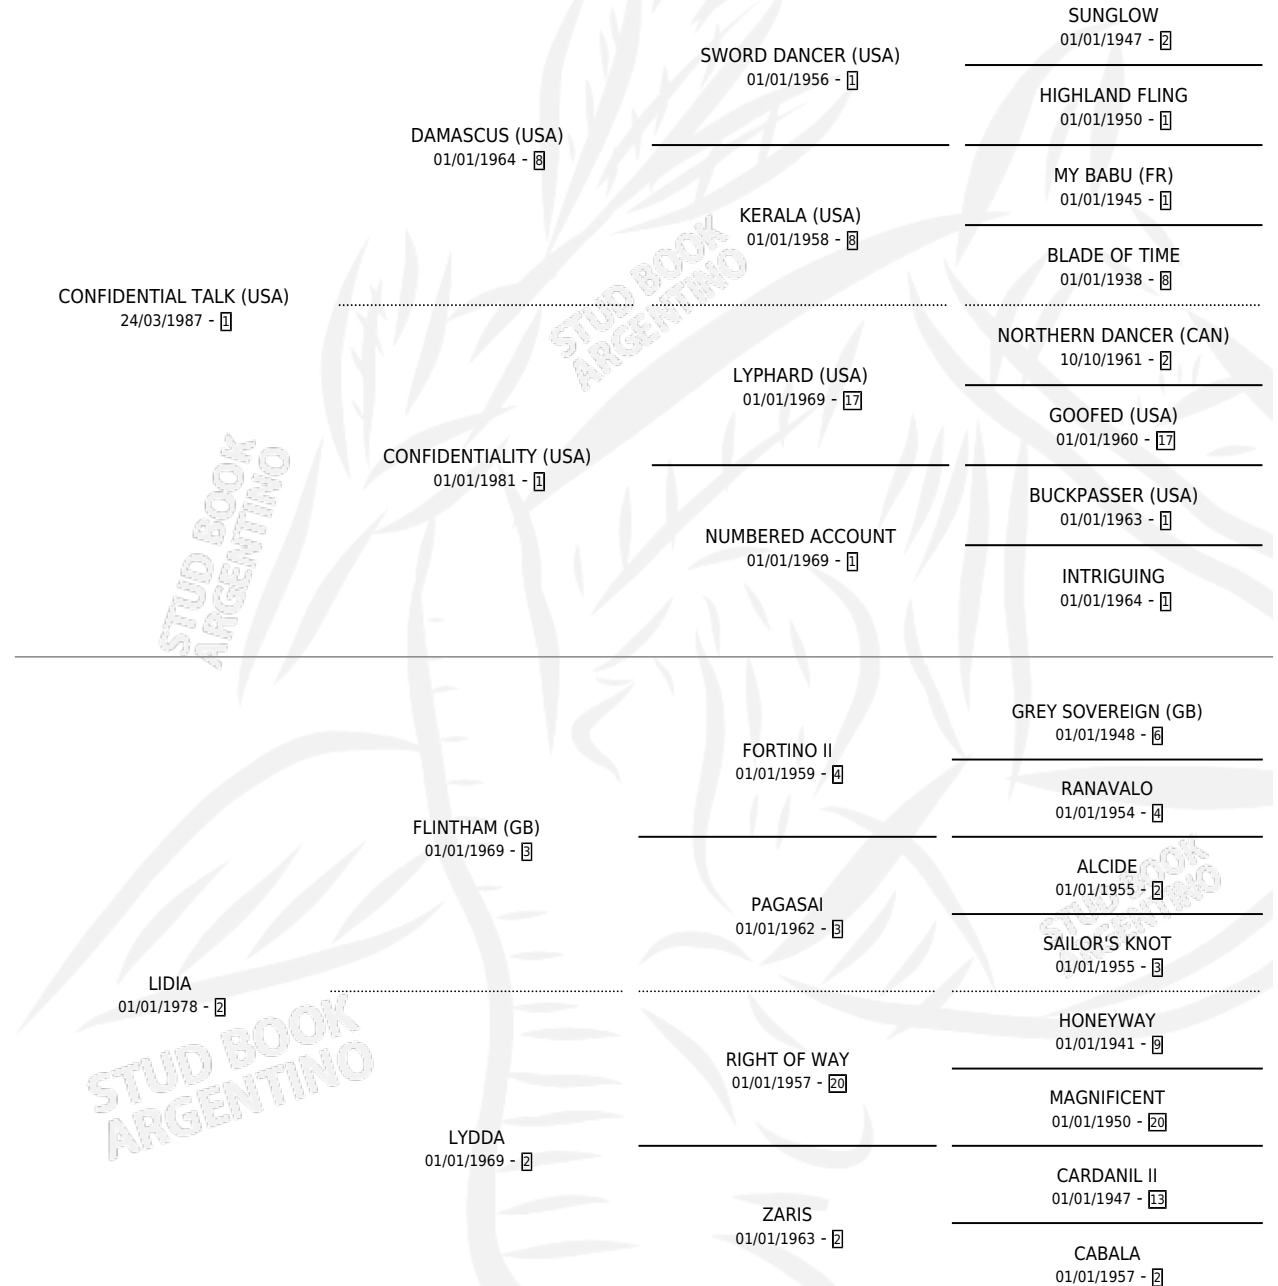 SUNGLOW
01/01/1947 - 2
SWORD DANCER (USA)
01/01/1956 - 1
HIGHLAND FLING
01/01/1950 - 1
DAMASCUS (USA)
01/01/1964 - 8
MY BABU (FR)
01/01/1945 - 1
KERALA (USA)
01/01/1958 - 8
BLADE OF TIME
01/01/1938 - 8
CONFIDENTIAL TALK (USA)
24/03/1987 - 1
NORTHERN DANCER (CAN)
10/10/1961 - 2
LYPHARD (USA)
01/01/1969 - 17
GOOFED (USA)
01/01/1960 - 17
CONFIDENTIALITY (USA)
01/01/1981 - 1
BUCKPASSER (USA)
01/01/1963 - 1
NUMBERED ACCOUNT
01/01/1969 - 1
INTRIGUING
01/01/1964 - 1
GREY SOVEREIGN (GB)
01/01/1948 - 6
FORTINO II
01/01/1959 - 4
RANAVALO
01/01/1954 - 4
FLINTHAM (GB)
01/01/1969 - 3
ALCIDE
01/01/1955 - 2
PAGASAI
01/01/1962 - 3
SAILOR'S KNOT
01/01/1955 - 3
LIDIA
01/01/1978 - 2
HONEYWAY
01/01/1941 - 9
RIGHT OF WAY
01/01/1957 - 20
MAGNIFICENT
01/01/1950 - 20
LYDDA
01/01/1969 - 2
CARDANIL II
01/01/1947 - 13
ZARIS
01/01/1963 - 2
CABALA
01/01/1957 - 2
STUD BOOK
ARGENTINO
STUD BOOK
ARGENTINO
STUD BOOK
ARGENTINO
STUD BOOK
ARGENTINO